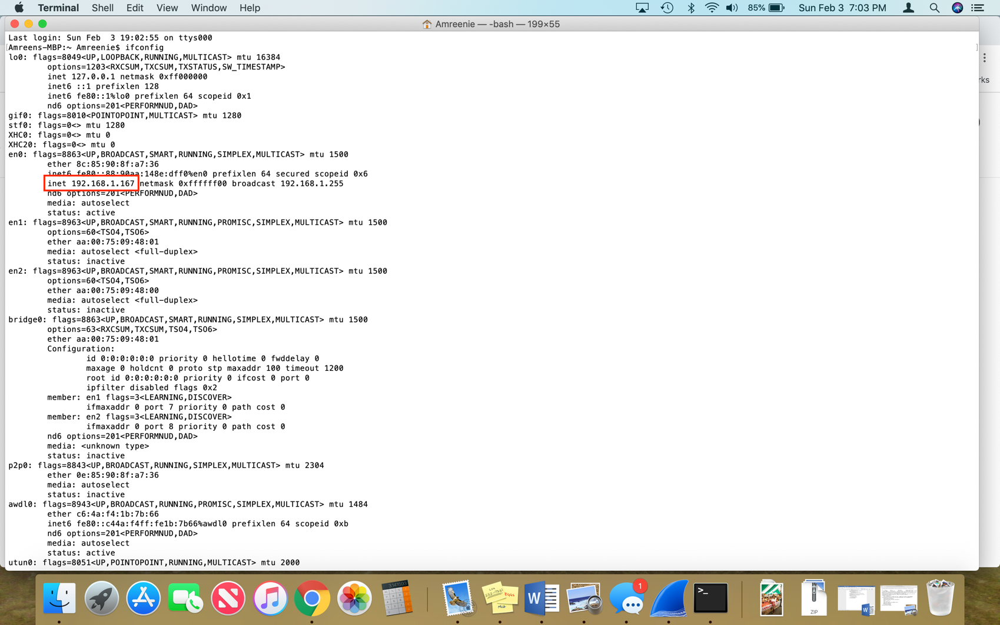 Terminal Shell Edit View Window Help 85% Sun Feb 3 7:03 PM
Amreenie — -bash — 199×55
Last login: Sun Feb  3 19:02:55 on ttys000
[Amreens-MBP:~ Amreenie$ ifconfig ]
lo0: flags=8049<UP,LOOPBACK,RUNNING,MULTICAST> mtu 16384
options=1203<RXCSUM,TXCSUM,TXSTATUS,SW_TIMESTAMP>
inet 127.0.0.1 netmask 0xff000000
inet6 ::1 prefixlen 128
inet6 fe80::1%lo0 prefixlen 64 scopeid 0x1
nd6 options=201<PERFORMNUD,DAD>
gif0: flags=8010<POINTOPOINT,MULTICAST> mtu 1280
stf0: flags=0<> mtu 1280
XHC0: flags=0<> mtu 0
XHC20: flags=0<> mtu 0
en0: flags=8863<UP,BROADCAST,SMART,RUNNING,SIMPLEX,MULTICAST> mtu 1500
ether 8c:85:90:8f:a7:36
inet6 fe80::88:90aa:148e:dff0%en0 prefixlen 64 secured scopeid 0x6
inet 192.168.1.167 netmask 0xffffff00 broadcast 192.168.1.255
nd6 options=201<PERFORMNUD,DAD>
media: autoselect
status: active
en1: flags=8963<UP,BROADCAST,SMART,RUNNING,PROMISC,SIMPLEX,MULTICAST> mtu 1500
options=60<TSO4,TSO6>
ether aa:00:75:09:48:01
media: autoselect <full-duplex>
status: inactive
en2: flags=8963<UP,BROADCAST,SMART,RUNNING,PROMISC,SIMPLEX,MULTICAST> mtu 1500
options=60<TSO4,TSO6>
ether aa:00:75:09:48:00
media: autoselect <full-duplex>
status: inactive
bridge0: flags=8863<UP,BROADCAST,SMART,RUNNING,SIMPLEX,MULTICAST> mtu 1500
options=63<RXCSUM,TXCSUM,TSO4,TSO6>
ether aa:00:75:09:48:01
Configuration:
id 0:0:0:0:0:0 priority 0 hellotime 0 fwddelay 0
maxage 0 holdcnt 0 proto stp maxaddr 100 timeout 1200
root id 0:0:0:0:0:0 priority 0 ifcost 0 port 0
ipfilter disabled flags 0x2
member: en1 flags=3<LEARNING,DISCOVER>
ifmaxaddr 0 port 7 priority 0 path cost 0
member: en2 flags=3<LEARNING,DISCOVER>
ifmaxaddr 0 port 8 priority 0 path cost 0
nd6 options=201<PERFORMNUD,DAD>
media: <unknown type>
status: inactive
p2p0: flags=8843<UP,BROADCAST,RUNNING,SIMPLEX,MULTICAST> mtu 2304
ether 0e:85:90:8f:a7:36
media: autoselect
status: inactive
awdl0: flags=8943<UP,BROADCAST,RUNNING,PROMISC,SIMPLEX,MULTICAST> mtu 1484
ether c6:4a:f4:1b:7b:66
inet6 fe80::c44a:f4ff:fe1b:7b66%awdl0 prefixlen 64 scopeid 0xb
nd6 options=201<PERFORMNUD,DAD>
media: autoselect
status: active
utun0: flags=8051<UP,POINTOPOINT,RUNNING,MULTICAST> mtu 2000
rks
1
3.141593
EGGS
MILK
W
>_
ZIP
W